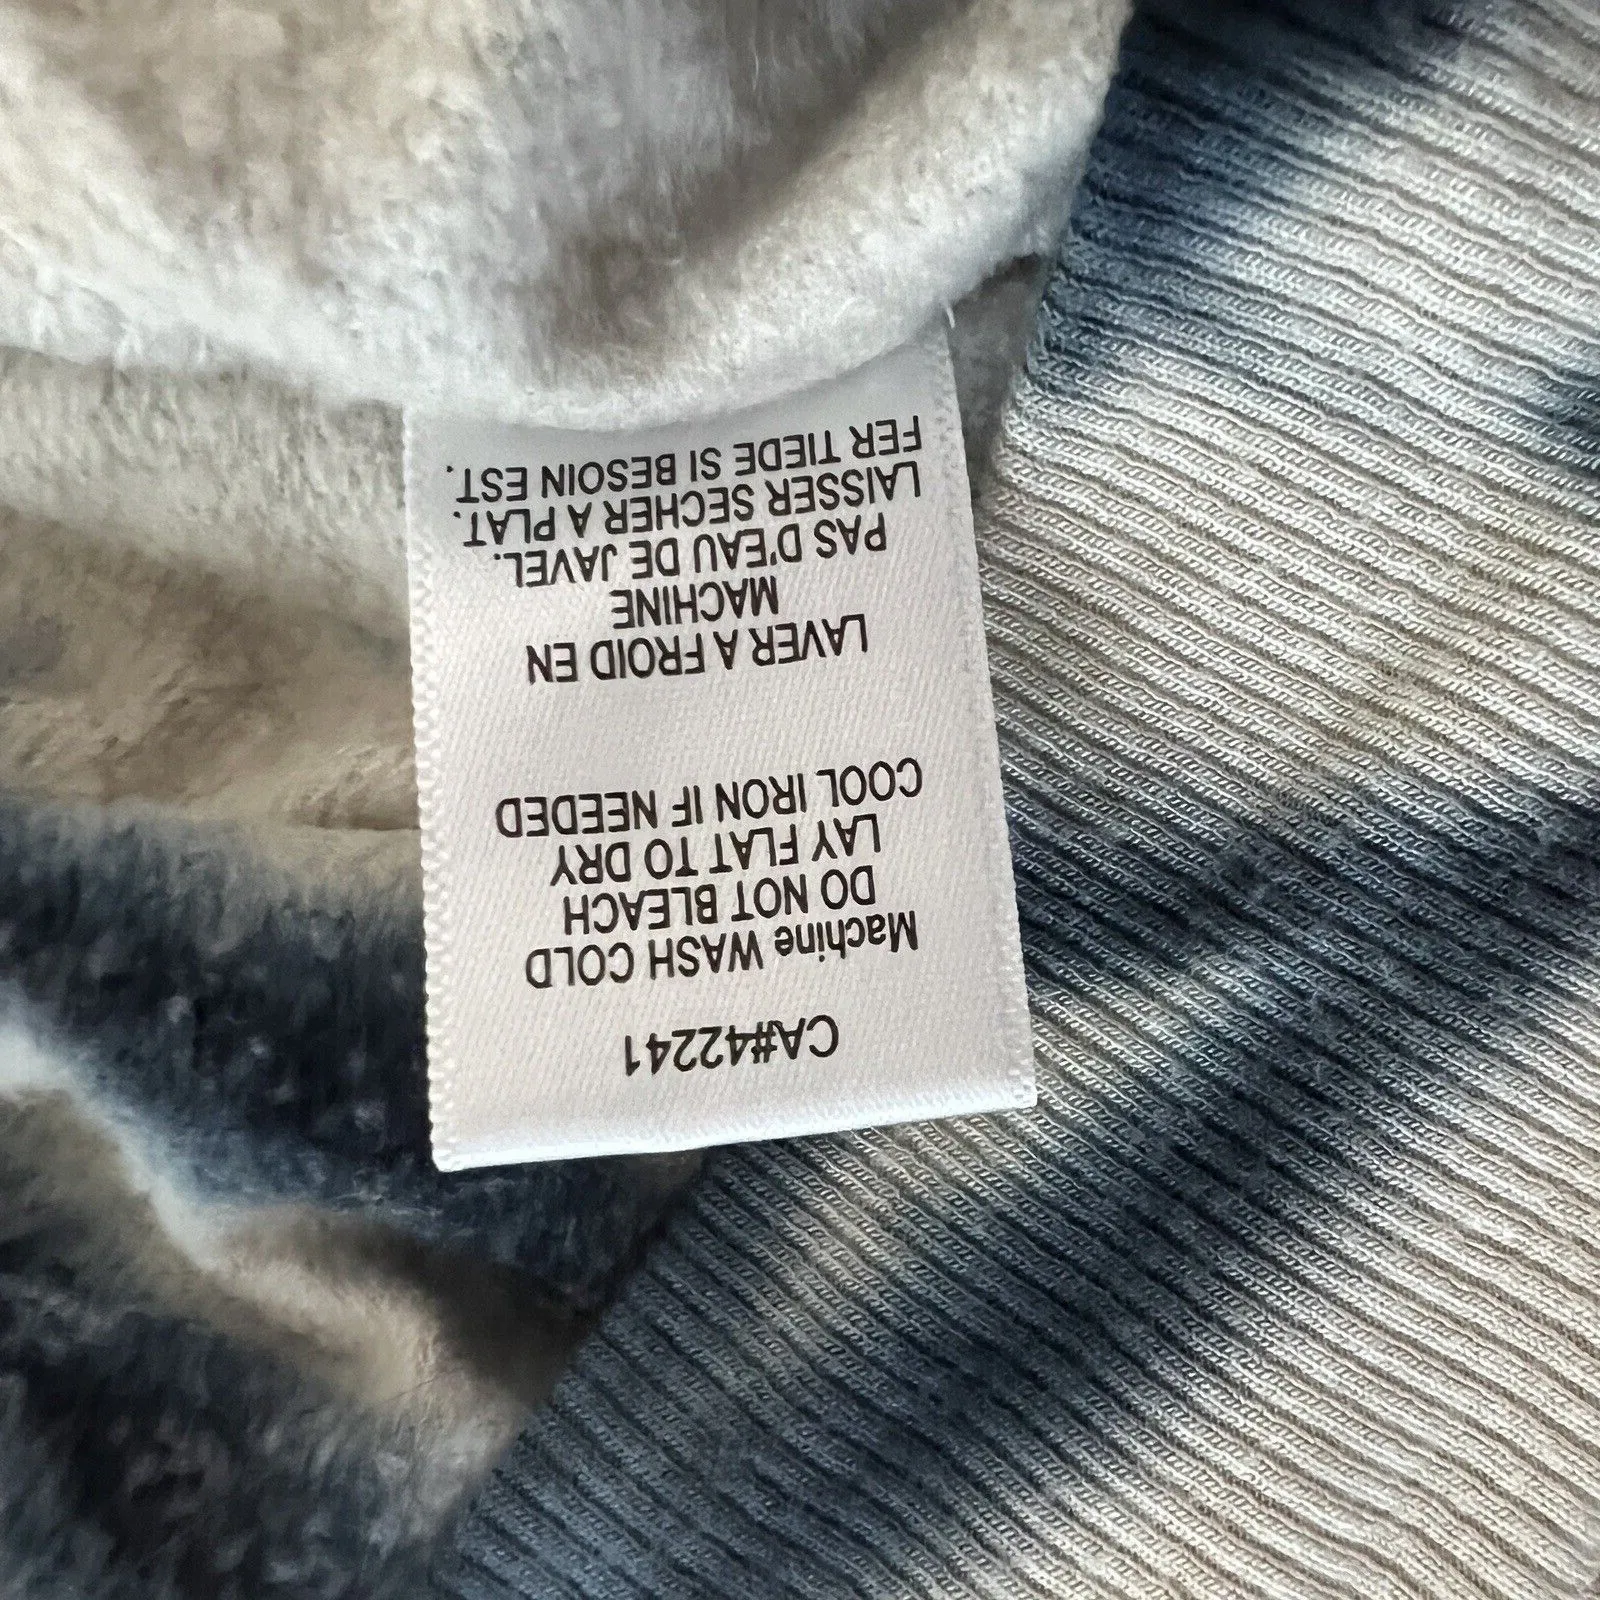 CA#42241
Machine WASH COLD
DO NOT BLEACH
LAY FLAT TO DRY
COOL IRON IF NEEDED
LAVER A FROID EN
MACHINE
PAS D'EAU DE JAVEL.
LAISSER SECHER A PLAT.
FER TIEDE SI BESOIN EST.